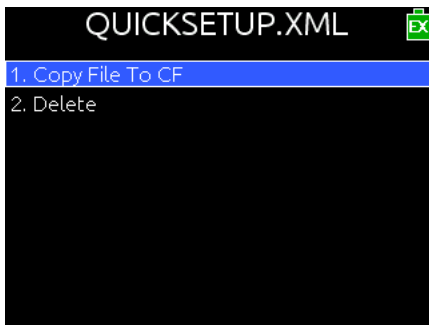 QUICKSETUP.XML
EX
1. Copy File To CF
2. Delete